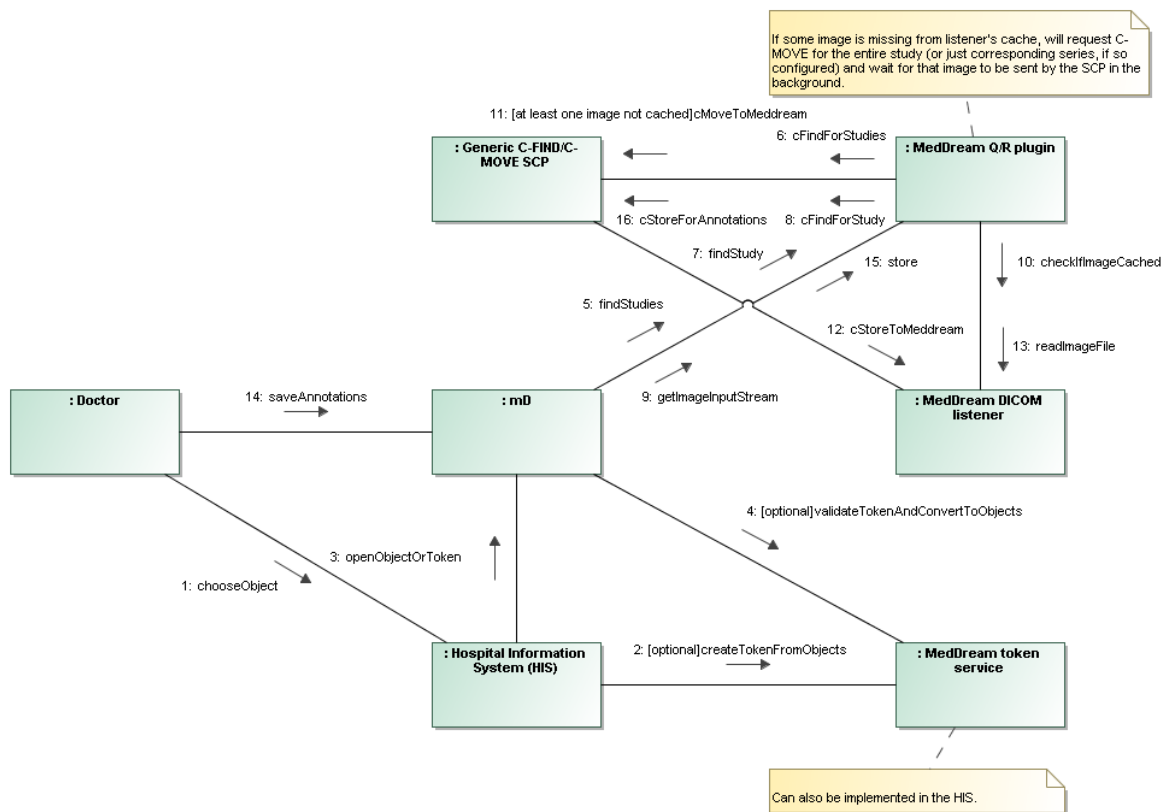 If some image is missing from listener's cache, will request C-
MOVE for the entire study (or just corresponding series, if so
configured) and wait for that image to be sent by the SCP in the
background.
11: [at least one image not cached]cMoveToMeddream
6: cFindForStudies
: Generic C-FIND/C-
MOVE SCP
: MedDream Q/R plugin
16: cStoreForAnnotations
8: cFindForStudy
7: findStudy
15: store
10: checkIfImageCached
5: findStudies
12: cStoreToMeddream
13: readImageFile
9: getImageInputStream
: Doctor
14: saveAnnotations
: mD
: MedDream DICOM
listener
4: [optional]validateTokenAndConvertToObjects
3: openObjectOrToken
1: chooseObject
: Hospital Information
System (HIS)
2: [optional]createTokenFromObjects
: MedDream token
service
Can also be implemented in the HIS.